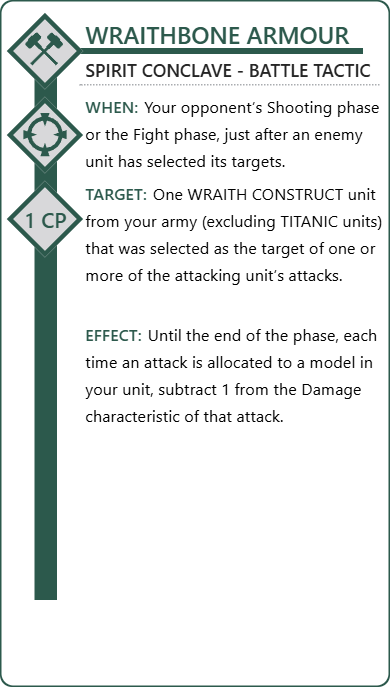 WRAITHBONE ARMOUR
SPIRIT CONCLAVE - BATTLE TACTIC
WHEN: Your opponent's Shooting phase
or the Fight phase, just after an enemy
unit has selected its targets.
TARGET: One WRAITH CONSTRUCT unit
1 CP
from your army (excluding TITANIC units)
that was selected as the target of one or
more of the attacking unit's attacks.
EFFECT: Until the end of the phase, each
time an attack is allocated to a model in
your unit, subtract 1 from the Damage
characteristic of that attack.